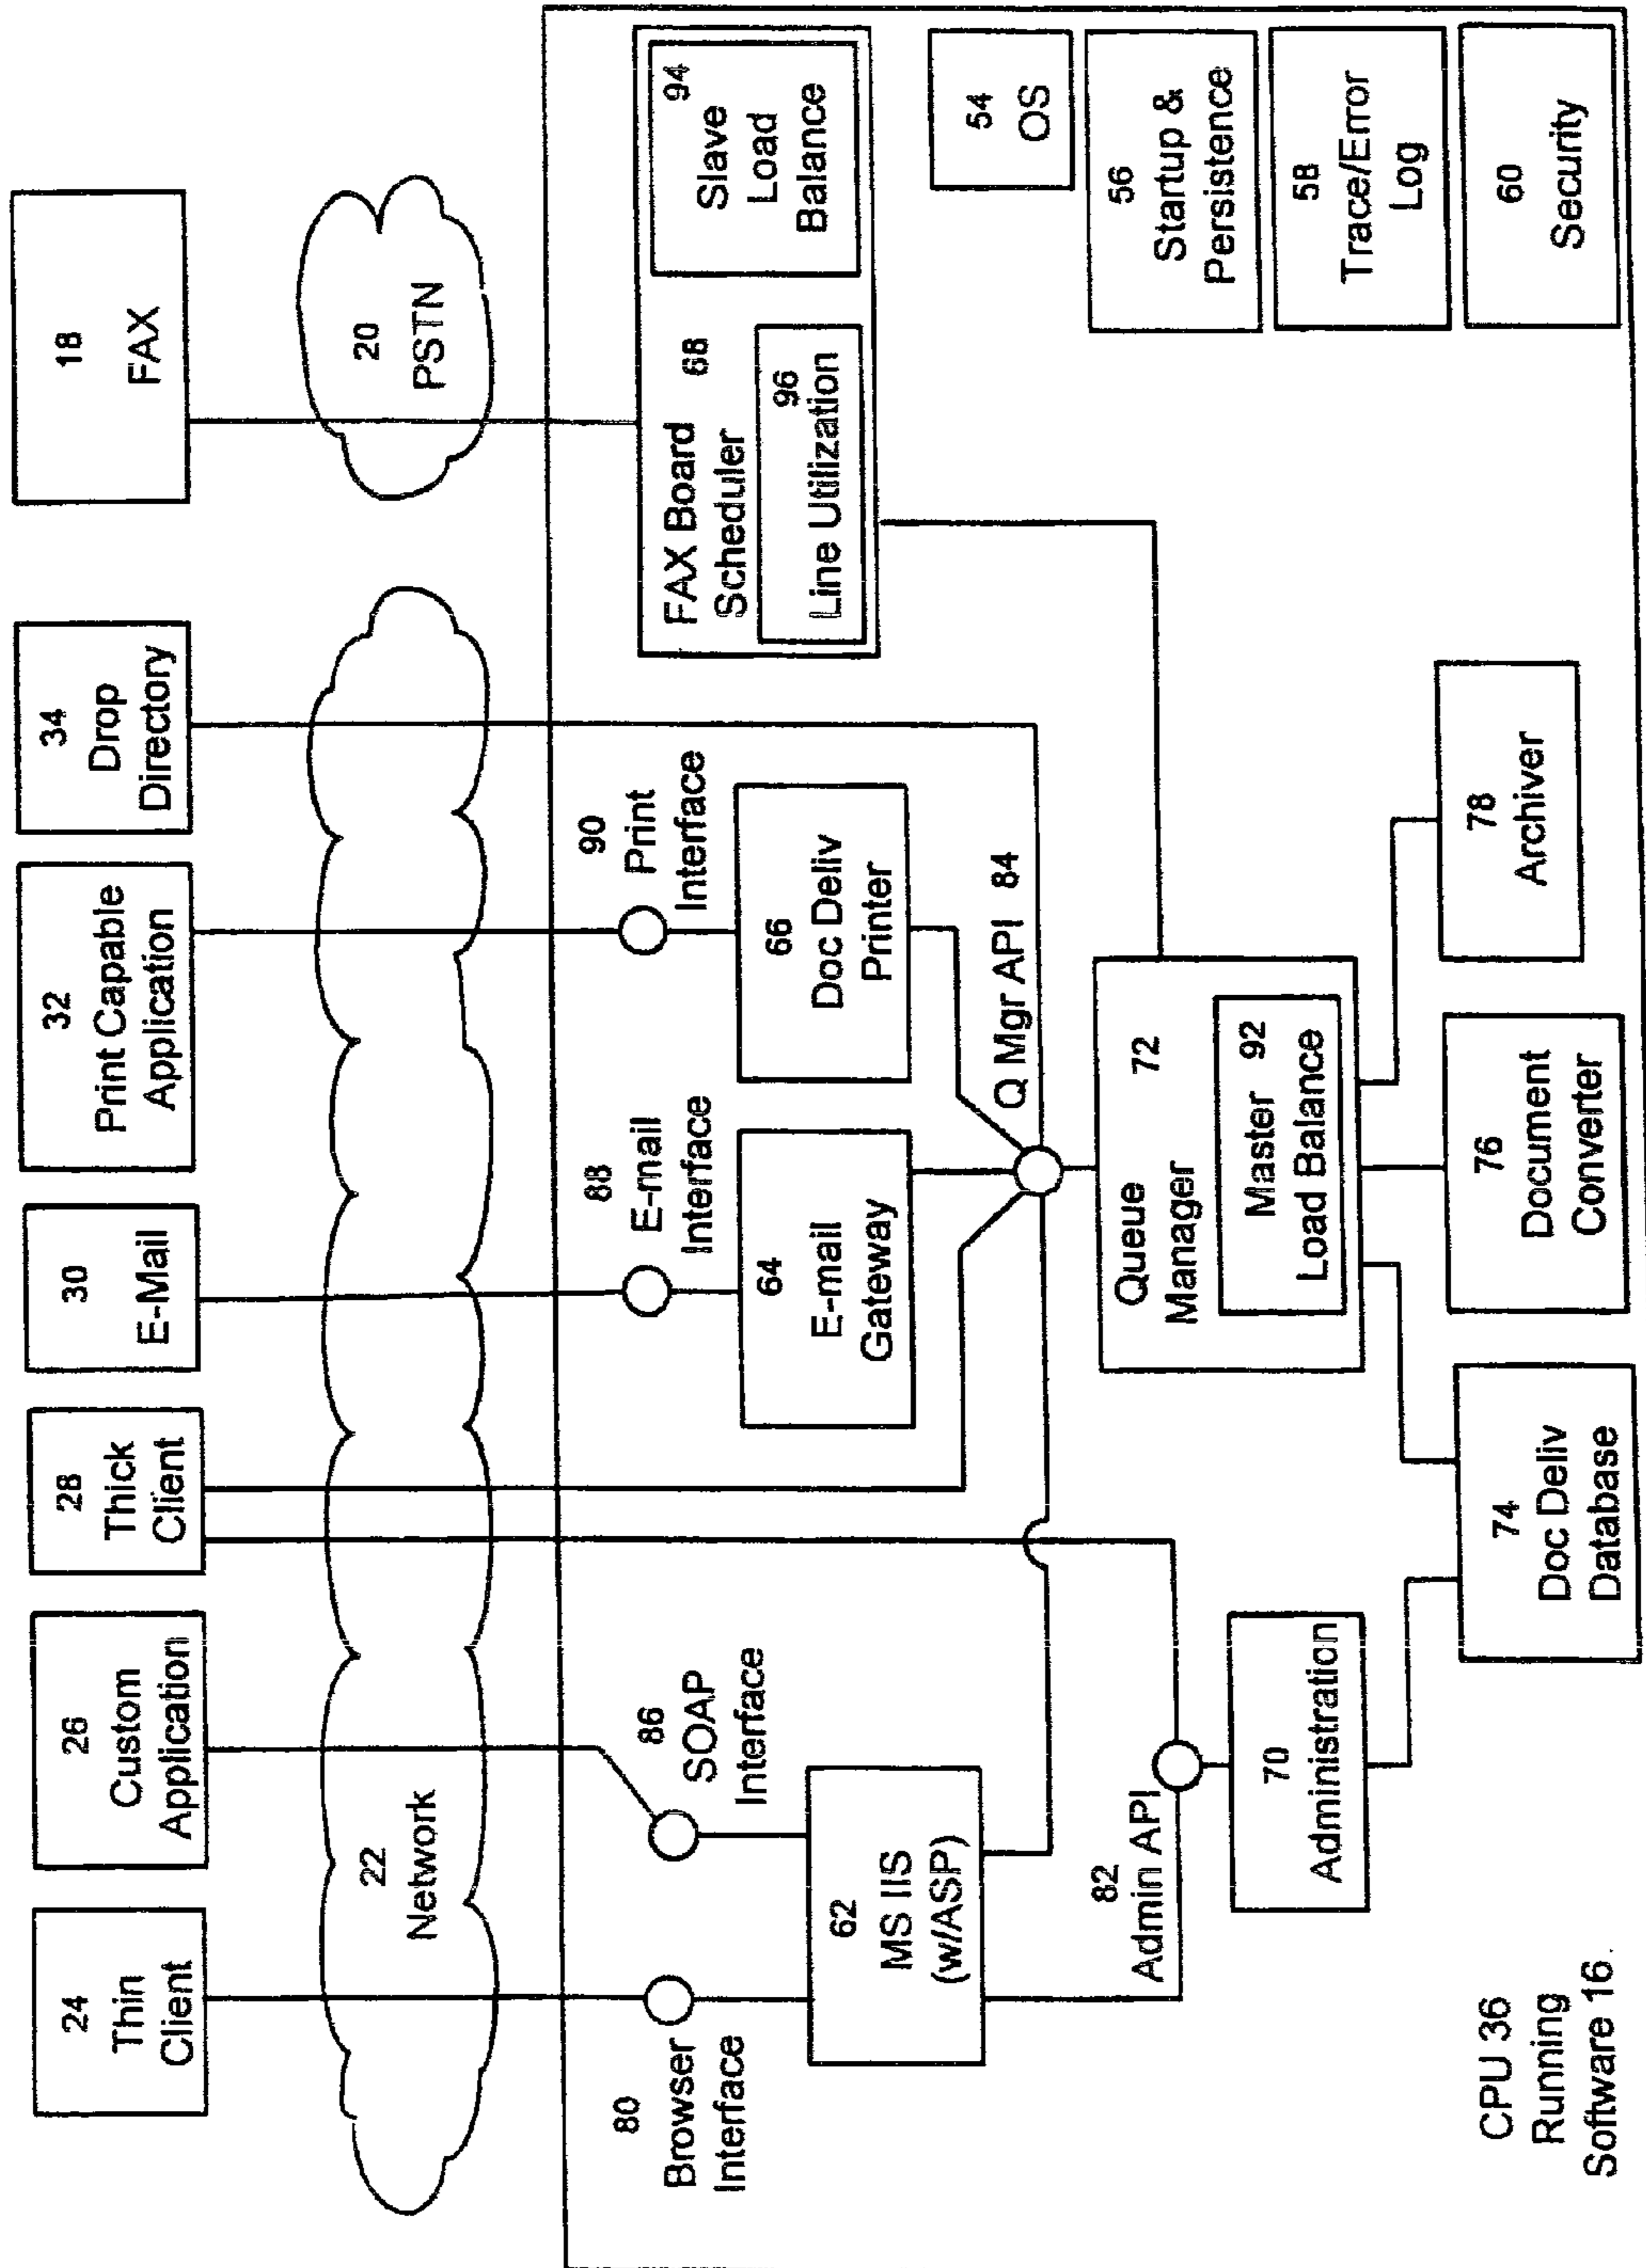 24
Thin
Client
26
Custom
Application
28
Thick
Client
30
E-Mail
32
Print Capable
Application
34
Drop
Directory
18
FAX
22
Network
20
PSTN
80
Browser
Interface
86
SOAP
Interface
88
E-mail
Interface
90
Print
Interface
FAX Board 68
Scheduler
96
Line Utilization
94
Slave
Load
Balance
62
MS IIS
(w/ASP)
64
E-mail
Gateway
66
Doc Deliv
Printer
54
OS
82
Admin API
Q Mgr API 84
56
Startup &
Persistence
70
Administration
Queue 72
Manager
Master 92
Load Balance
58
Trace/Error
Log
74
Doc Deliv
Database
76
Document
Converter
78
Archiver
60
Security
CPU 36
Running
Software 16.